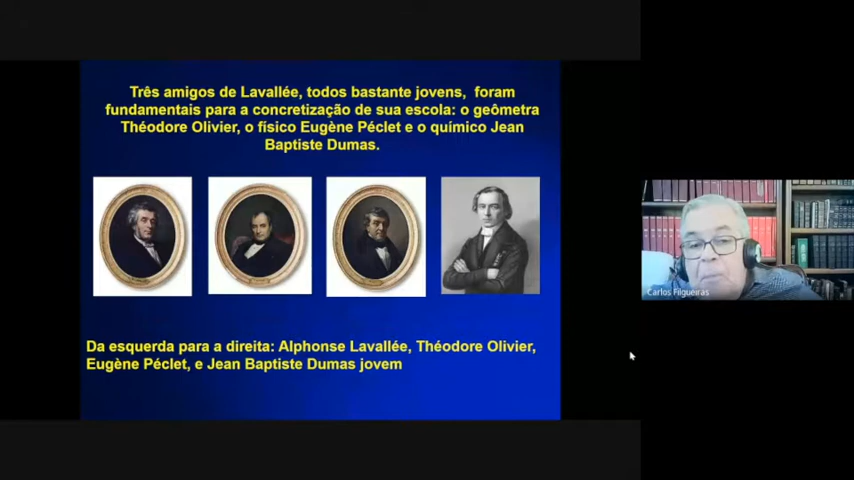 Três amigos de Lavallée, todos bastante jovens, foram
fundamentais para a concretização de sua escola: o geômetra
Théodore Olivier, o físico Eugène Péclet e o químico Jean
Baptiste Dumas.
Da esquerda para a direita: Alphonse Lavallée, Théodore Olivier,
Eugène Péclet, e Jean Baptiste Dumas jovem
Carlos Filgueiras